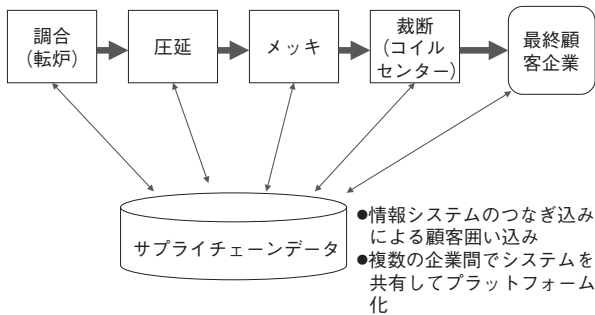 調合
(転炉)
圧延
メッキ
裁断
(コイル
センター)
最終顧
客企業
サプライチェーンデータ
●情報システムのつなぎ込み
による顧客囲い込み
●複数の企業間でシステムを
共有してプラットフォーム
化